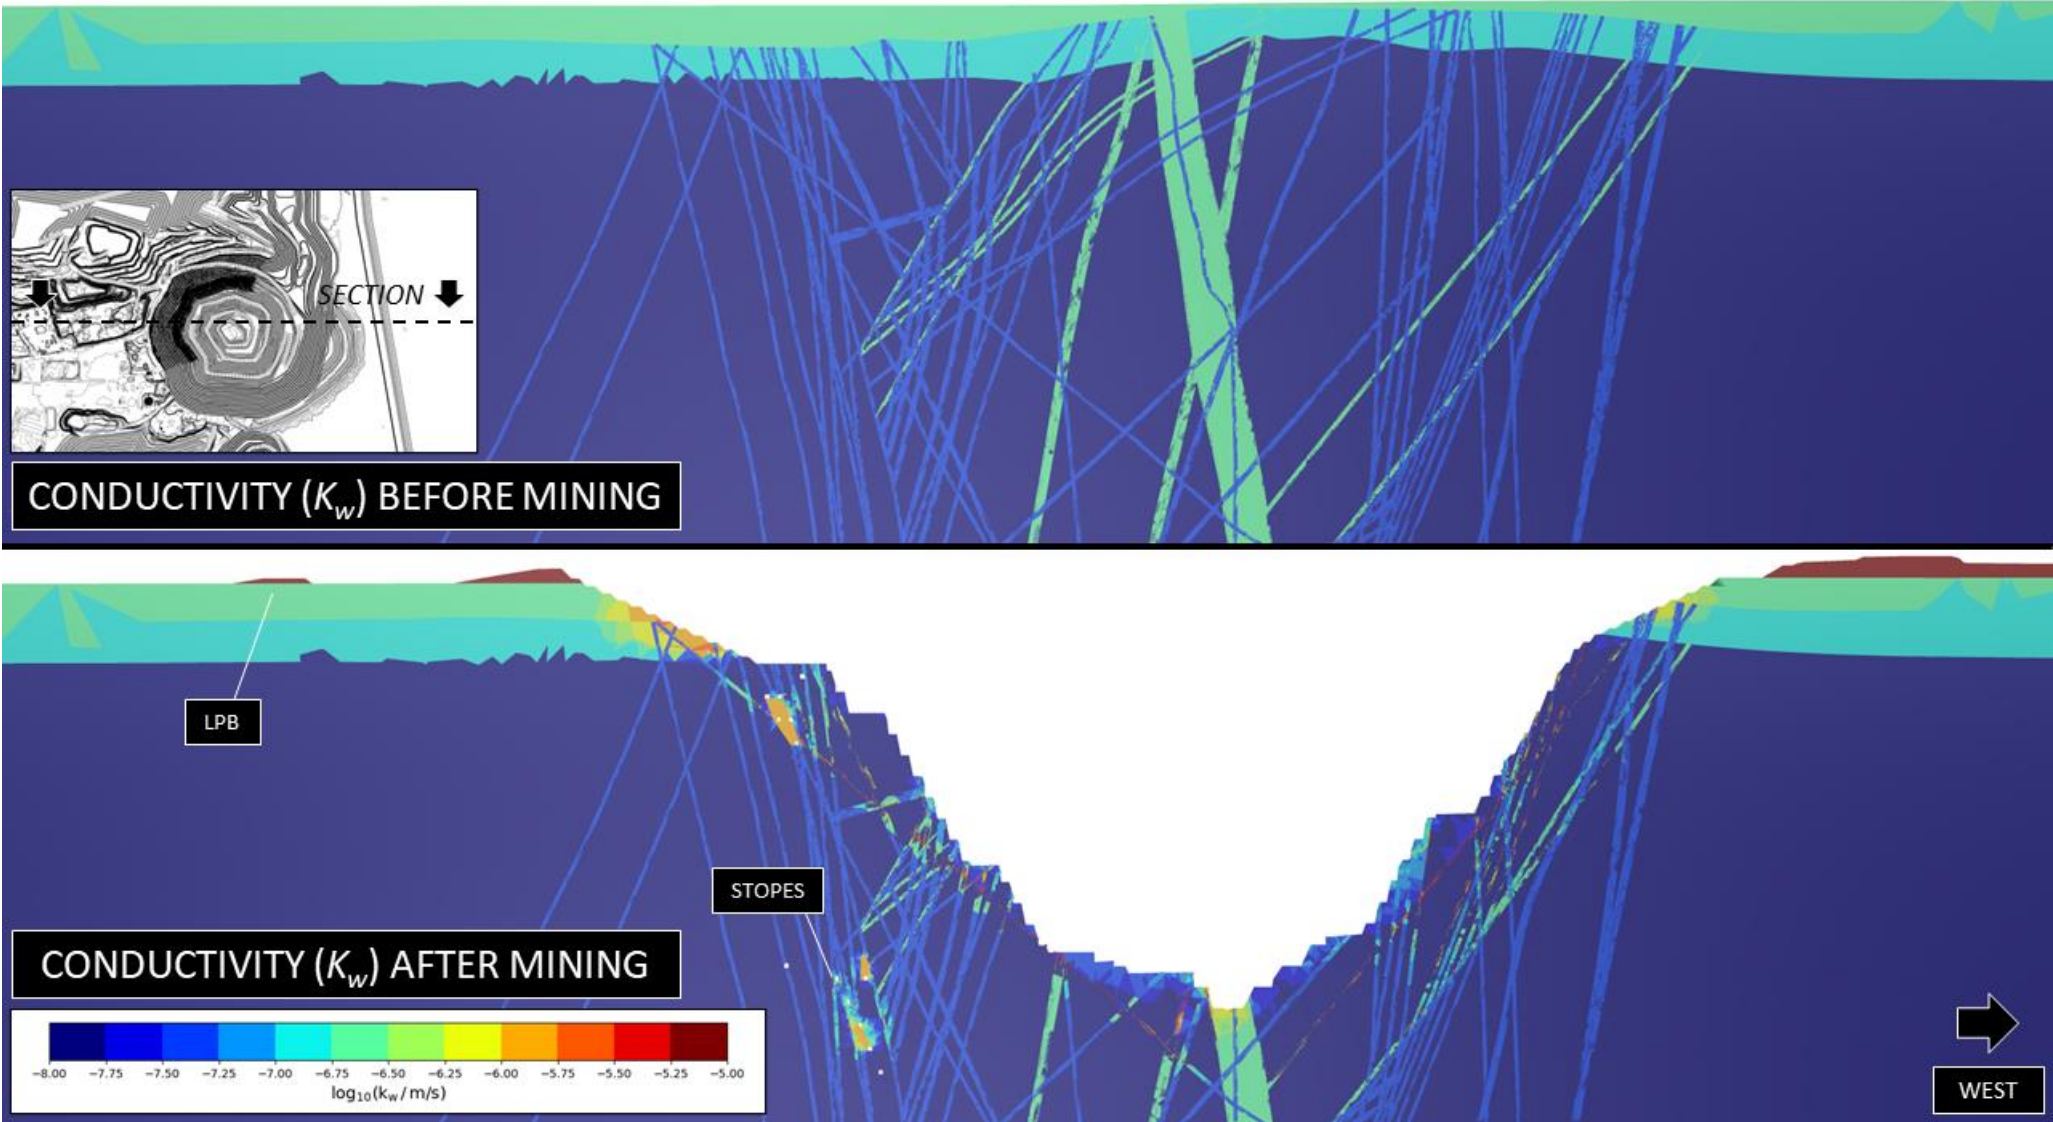 SECTION
CONDUCTIVITY (Kw) BEFORE MINING
LPB
STOPES
CONDUCTIVITY (Kw) AFTER MINING
−8.00 −7.75 −7.50 −7.25 −7.00 −6.75 −6.50 −6.25 −6.00 −5.75 −5.50 −5.25 −5.00
log10(kw/m/s)
WEST